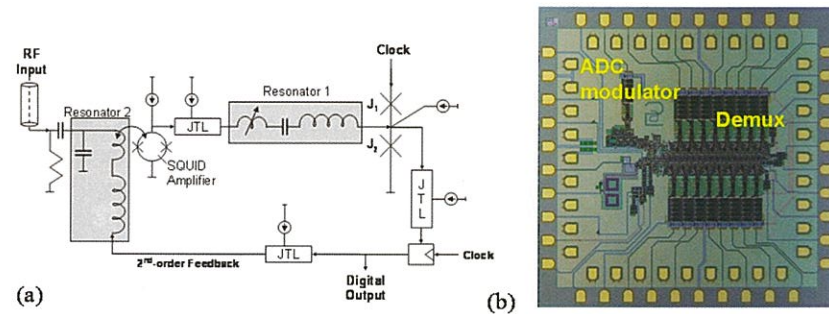 RF
Input
Resonator 2
SQUID
Amplifier
JTL
Resonator 1
Clock
J1
J2
JTL
Clock
JTL
2nd-order Feedback
Digital
Output
(a)
ADC
modulator
Demux
(b)